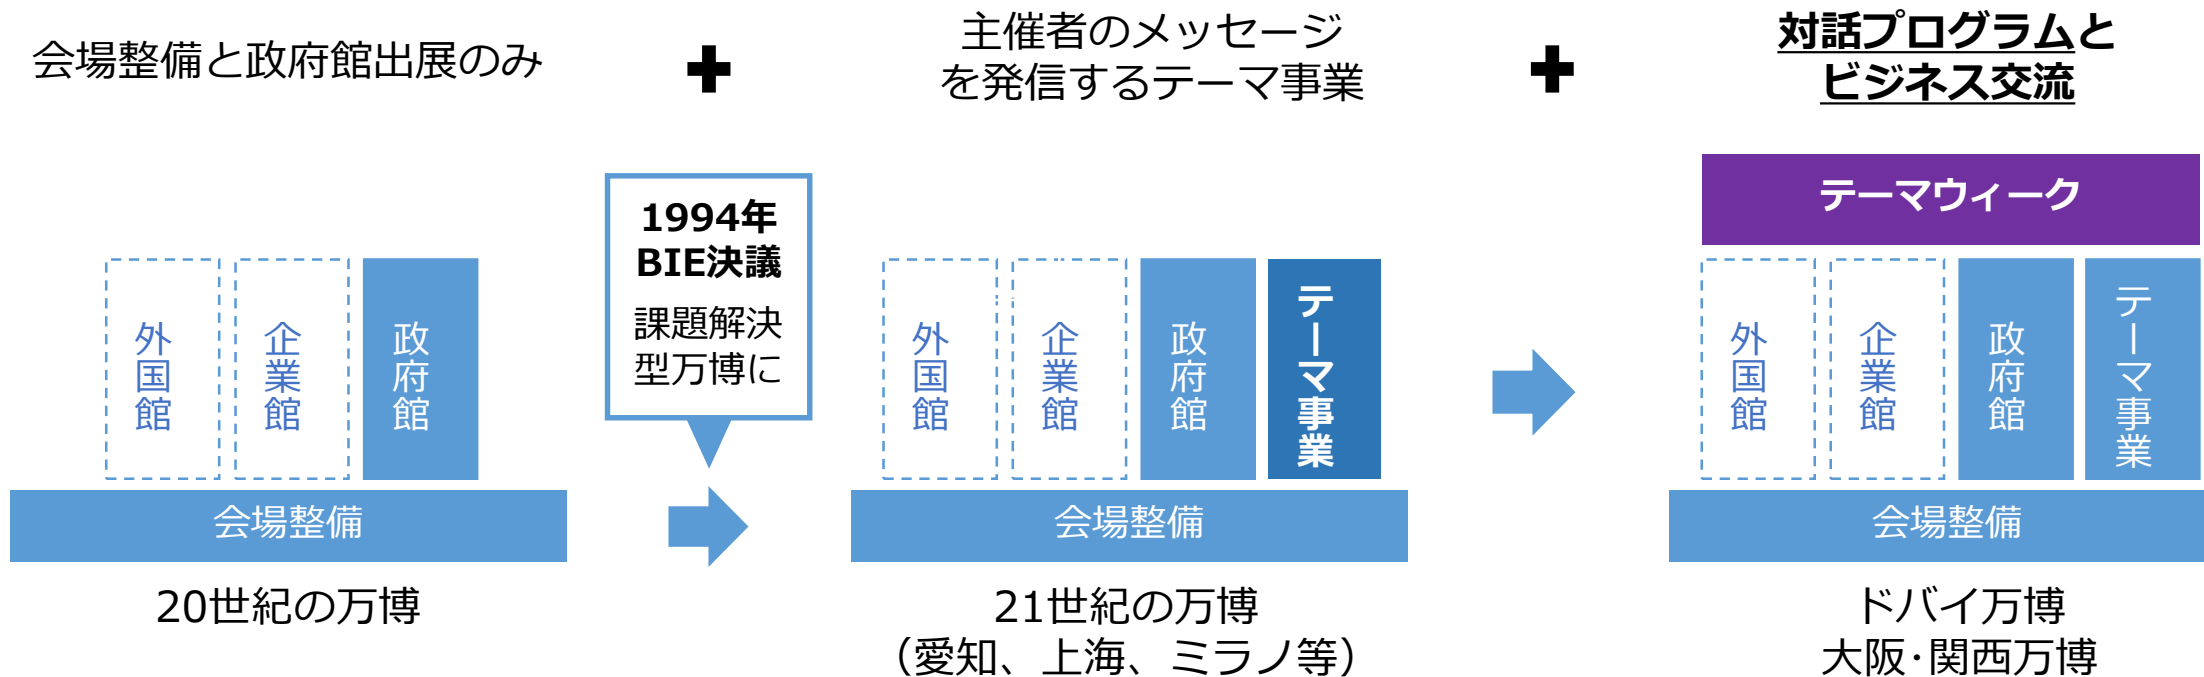 会場整備と政府館出展のみ
主催者のメッセージ
を発信するテーマ事業
対話プログラムと
ビジネス交流
1994年
BIE決議
課題解決
型万博に
外国館
企業館
政府館
会場整備
20世紀の万博
外国館
企業館
政府館
テーマ事業
会場整備
21世紀の万博
（愛知、上海、ミラノ等）
テーマウィーク
外国館
企業館
政府館
テーマ事業
会場整備
ドバイ万博
大阪･関西万博